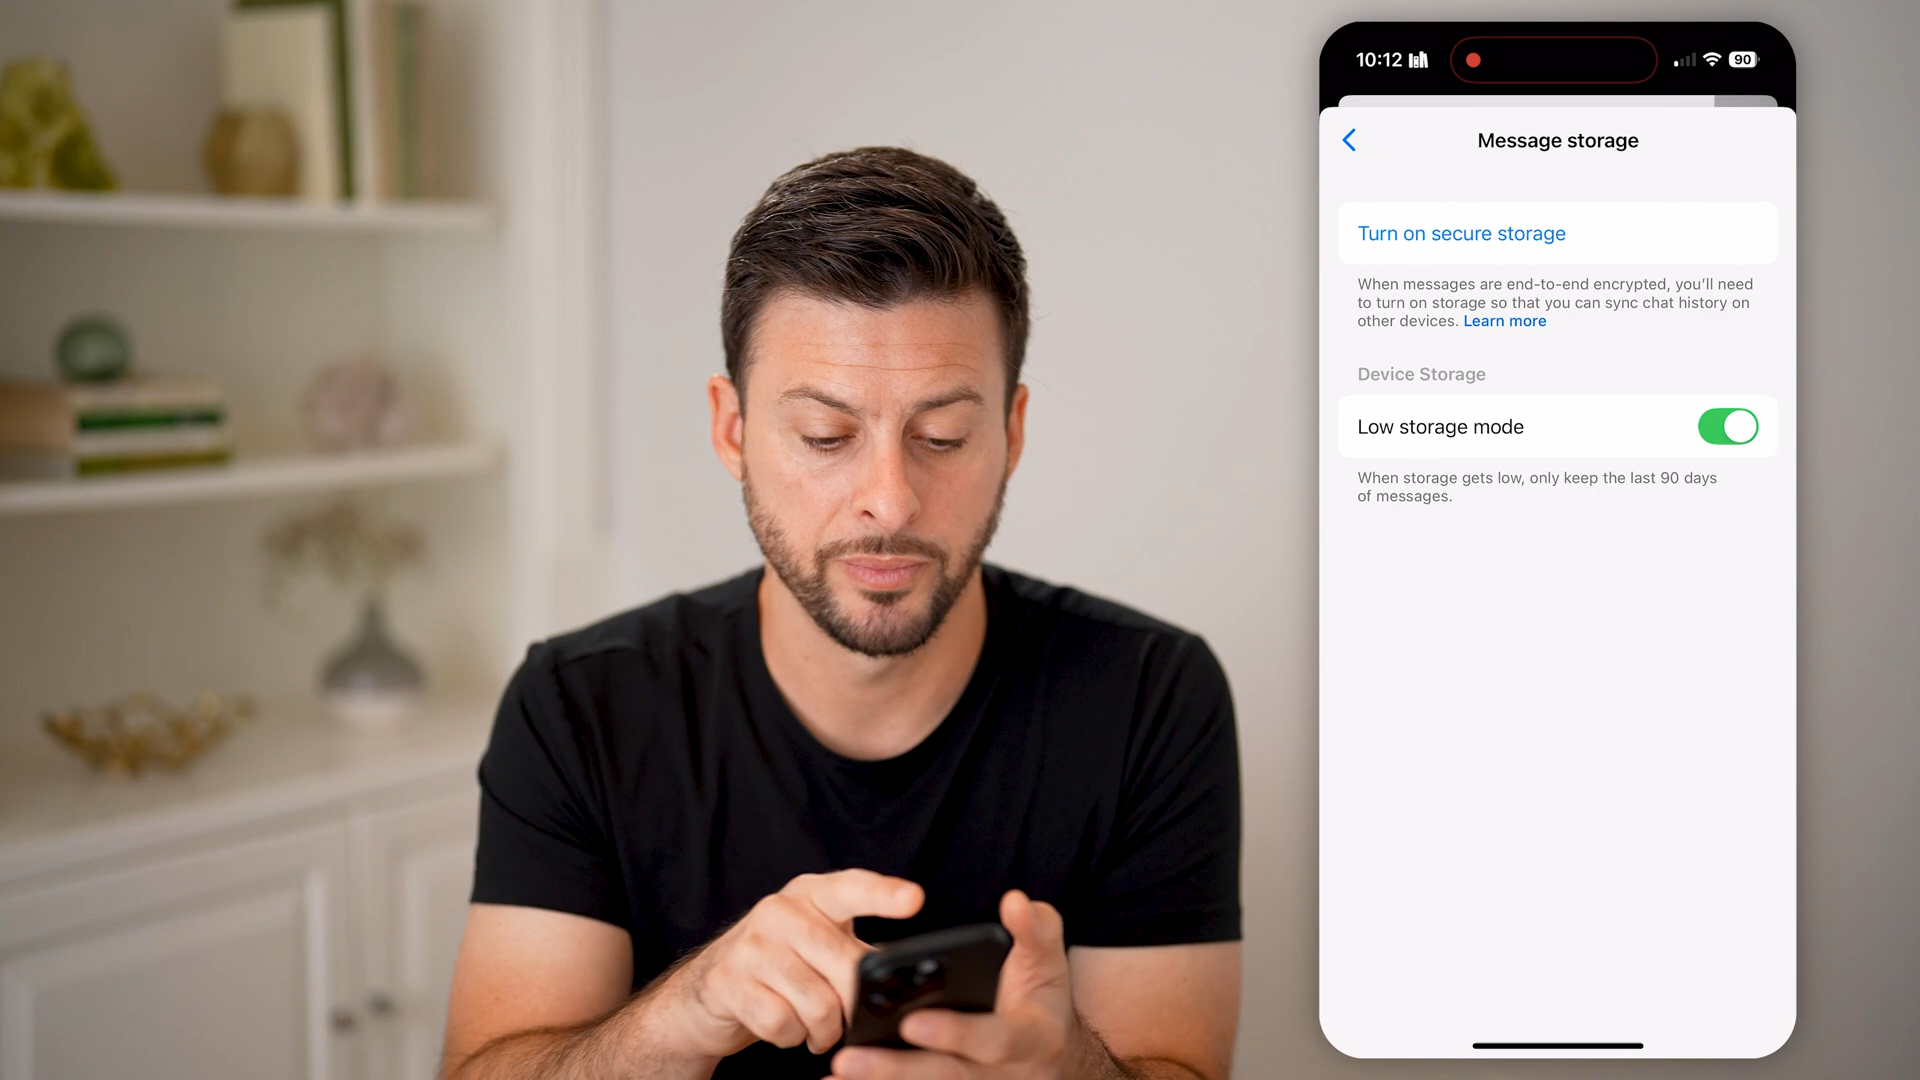 10:12
90
Message storage
Turn on secure storage
When messages are end-to-end encrypted, you'll need
to turn on storage so that you can sync chat history on
other devices. Learn more
Device Storage
Low storage mode
When storage gets low, only keep the last 90 days
of messages.